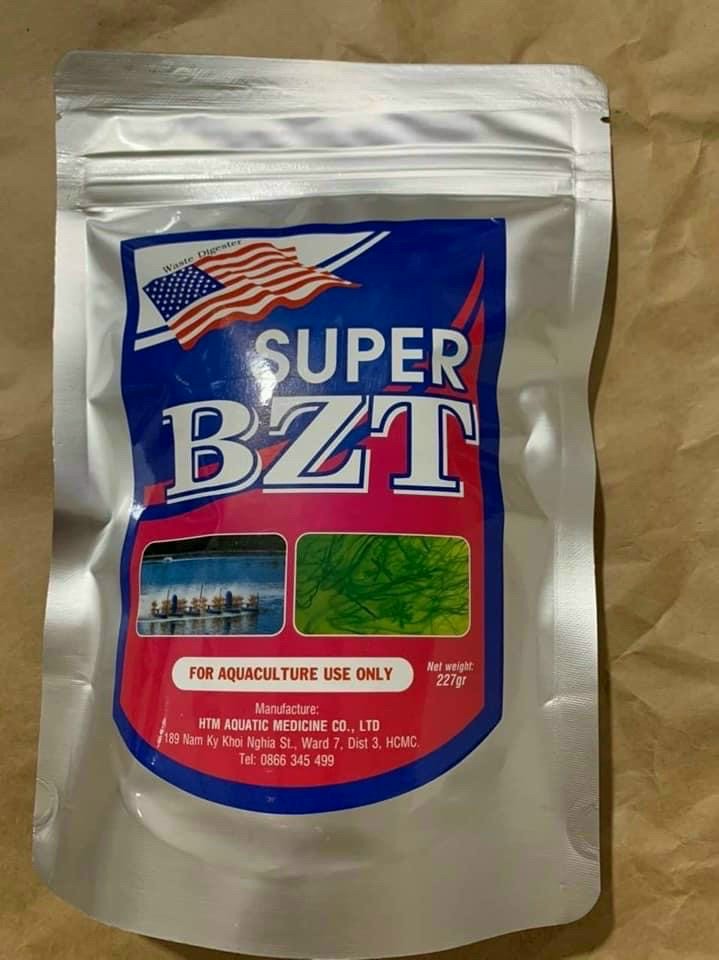 Waste Digester
SUPER
BZT
FOR AQUACULTURE USE ONLY
Net weight:
227gr
Manufacture:
HTM AQUATIC MEDICINE CO., LTD
189 Nam Ky Khoi Nghia St., Ward 7, Dist 3, HCMC.
Tel: 0866 345 499